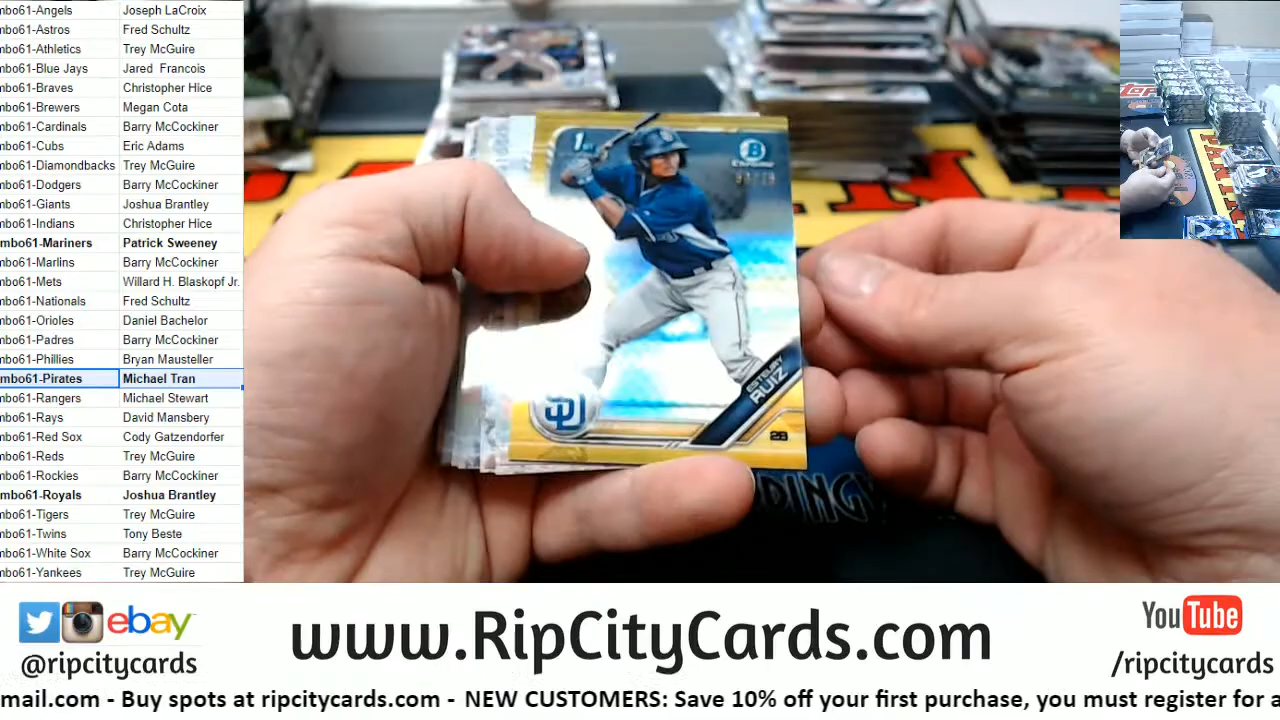 mbo61-Angels Joseph LaCroix
mbo61-Astros Fred Schultz
mbo61-Athletics Trey McGuire
mbo61-Blue Jays Jared Francois
mbo61-Braves Christopher Hice
mbo61-Brewers Megan Cota
mbo61-Cardinals Barry McCockiner
mbo61-Cubs Eric Adams
mbo61-Diamondbacks Trey McGuire
mbo61-Dodgers Barry McCockiner
mbo61-Giants Joshua Brantley
mbo61-Indians Christopher Hice
mbo61-Mariners Patrick Sweeney
mbo61-Marlins Barry McCockiner
mbo61-Mets Willard H. Blaskopf Jr.
mbo61-Nationals Fred Schultz
mbo61-Orioles Daniel Bachelor
mbo61-Padres Barry McCockiner
mbo61-Phillies Bryan Mausteller
mbo61-Pirates Michael Tran
mbo61-Rangers Michael Stewart
mbo61-Rays David Mansbery
mbo61-Red Sox Cody Gatzendorfer
mbo61-Reds Trey McGuire
mbo61-Rockies Barry McCockiner
mbo61-Royals Joshua Brantley
mbo61-Tigers Trey McGuire
mbo61-Twins Tony Beste
mbo61-White Sox Barry McCockiner
mbo61-Yankees Trey McGuire
1st
B
Chrome
SD
ESTEURY
RUIZ
2B
PANINI
DING
ebay
@ripcitycards
www.RipCityCards.com
YouTube
/ripcitycards
mail.com - Buy spots at ripcitycards.com - NEW CUSTOMERS: Save 10% off your first purchase, you must register for a